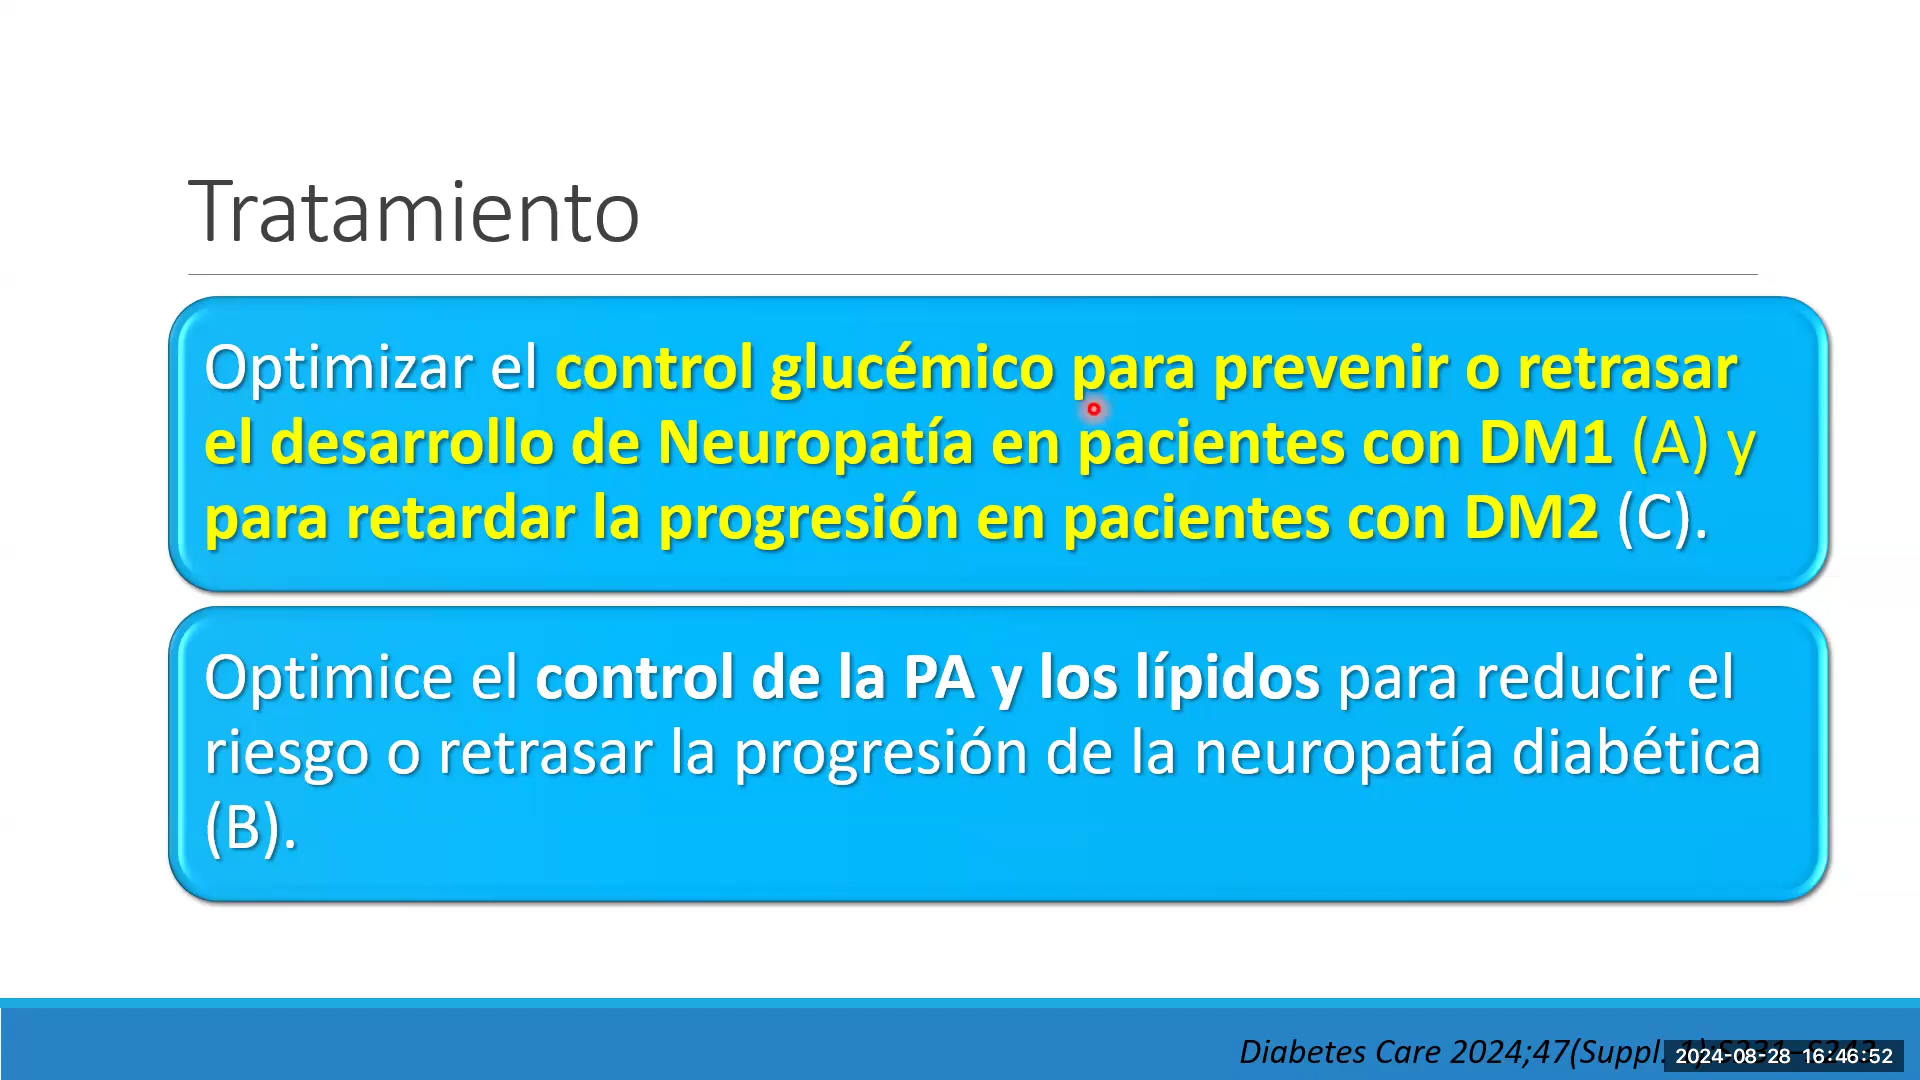 Tratamiento
Optimizar el control glucémico para prevenir o retrasar
el desarrollo de Neuropatía en pacientes con DM1 (A) y
para retardar la progresión en pacientes con DM2 (C).
Optimice el control de la PA y los lípidos para reducir el
riesgo o retrasar la progresión de la neuropatía diabética
(B).
Diabetes Care 2024;47(Suppl.
2024-08-28 16:46:52